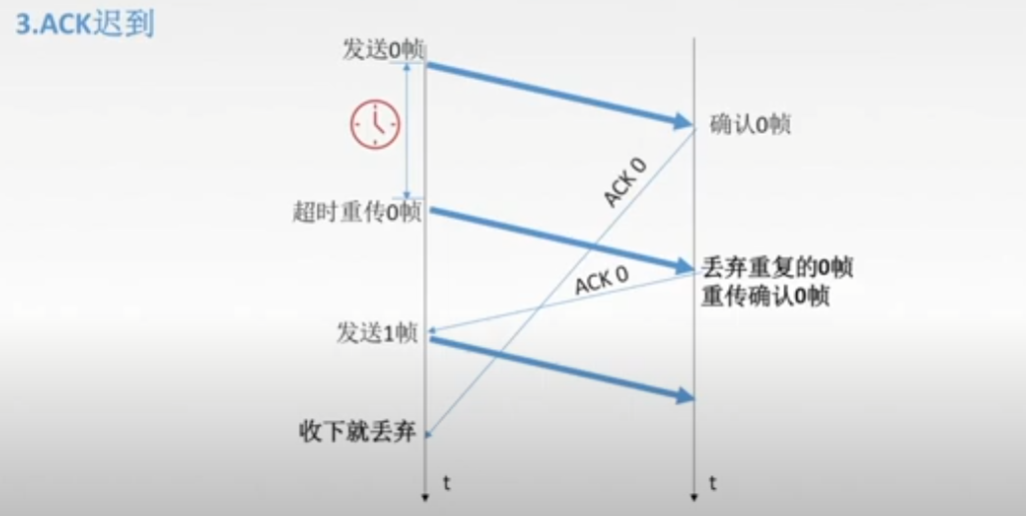 3.ACK迟到
发送0帧
确认0帧
ACK 0
超时重传0帧
丢弃重复的0帧
重传确认0帧
ACK 0
发送1帧
收下就丢弃
t
t